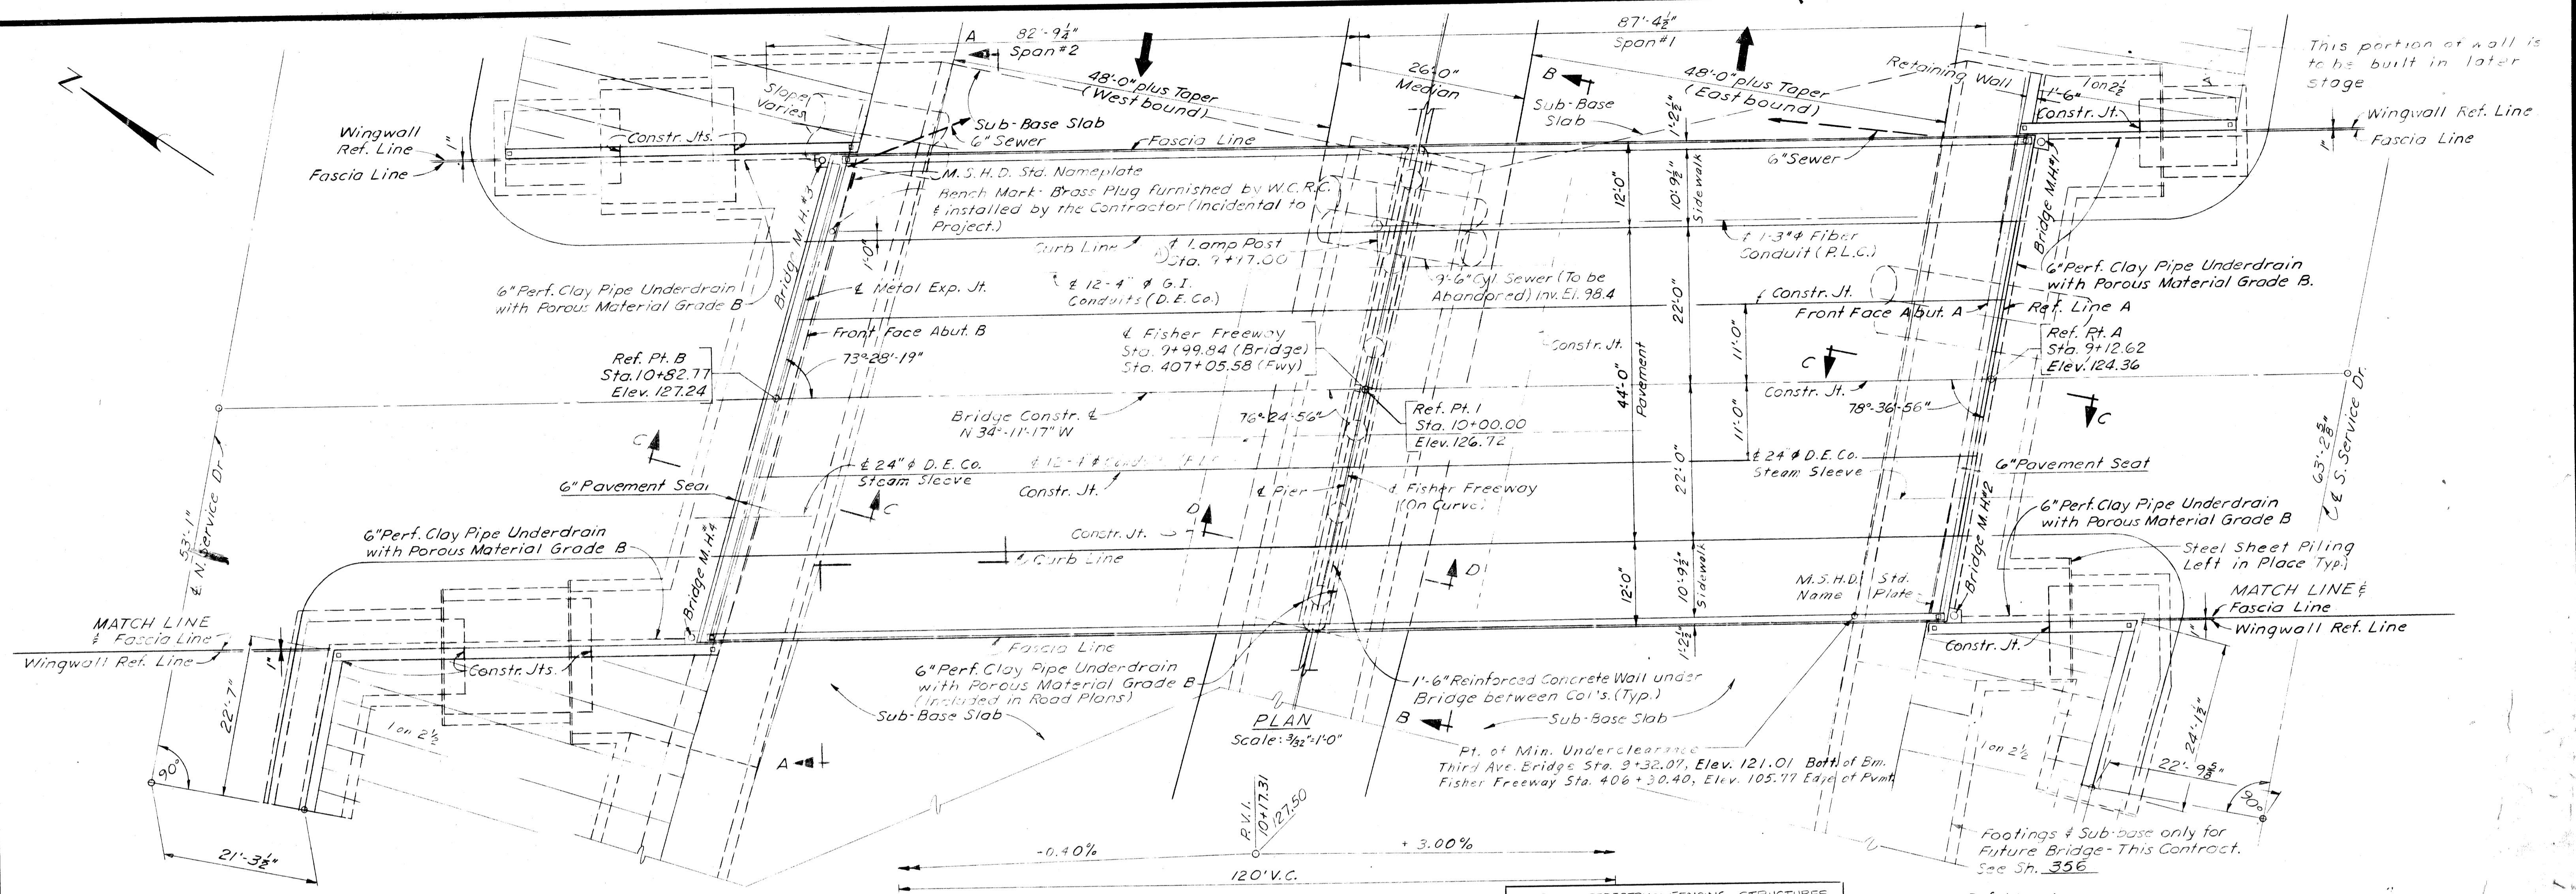 82'-9¼"
Span #2
87'-4½"
Span #1
A
B
48'-0" plus Taper
(West bound)
26'-0"
Median
48'-0" plus Taper
(East bound)
Retaining Wall
1'-6"
1 on 2½
This portion of wall is
to be built in later
stage
Slope
Varies
Sub-Base
Slab
1'-2½"
Constr. Jt.
Wingwall
Ref. Line
Fascia Line
1"
Constr. Jts.
Sub-Base Slab
6" Sewer
Fascia Line
6" Sewer
Wingwall Ref. Line
Fascia Line
1"
M.S.H.D. Std. Nameplate
Bench Mark - Brass Plug Furnished by W.C.R.C.
& installed by the Contractor (Incidental to
Project.)
12'-0"
10'-9½"
Sidewalk
Bridge M.H.#3
Bridge M.H.#1
1'-0"
Curb Line
℄ Lamp Post
Sta. 9+97.00
℄ 1-3"⌀ Fiber
Conduit (P.L.C.)
6" Perf. Clay Pipe Underdrain
with Porous Material Grade B
℄ Metal Exp. Jt.
℄ 12-4"⌀ G.I.
Conduits (D.E.Co.)
9'-6" Cyl Sewer (To be
Abandoned) Inv. El. 98.4
22'-0"
℄ Constr. Jt.
6" Perf. Clay Pipe Underdrain
with Porous Material Grade B.
Front Face Abut. B
Front Face Abut. A
Ref. Line A
Ref. Pt. B
Sta. 10+82.77
Elev. 127.24
73°-28'-19"
℄ Fisher Freeway
Sta. 9+99.84 (Bridge)
Sta. 407+05.58 (Fwy)
Constr. Jt.
11'-0"
C
Ref. Pt. A
Sta. 9+12.62
Elev. 124.36
44'-0"
Pavement
Bridge Constr. ℄
N 34°-11'-17" W
76°-24'-56"
Ref. Pt. 1
Sta. 10+00.00
Elev. 126.72
Constr. Jt.
78°-36'-56"
11'-0"
C
C
53'-1"
℄ N. Service Dr.
63'-2⅝"
℄ S. Service Dr.
℄ 24"⌀ D.E.Co.
Steam Sleeve
Constr. Jt.
22'-0"
℄ 24"⌀ D.E.Co.
Steam Sleeve
6" Pavement Seat
6" Pavement Seat
C
℄ Pier
℄ Fisher Freeway
(On Curve)
D
Constr. Jt.
6" Perf. Clay Pipe Underdrain
with Porous Material Grade B
Bridge M.H.#4
Curb Line
D
Bridge M.H.#2
6" Perf. Clay Pipe Underdrain
with Porous Material Grade B
Steel Sheet Piling
Left in Place (Typ.)
12'-0"
10'-9½"
Sidewalk
M.S.H.D. Std.
Name Plate
MATCH LINE
& Fascia Line
Wingwall Ref. Line
1"
MATCH LINE &
Fascia Line
Wingwall Ref. Line
1"
Constr. Jts.
Fascia Line
1'-2½"
Constr. Jt.
6" Perf. Clay Pipe Underdrain
with Porous Material Grade B
(Included in Road Plans)
Sub-Base Slab
1'-6" Reinforced Concrete Wall under
Bridge between Col's. (Typ.)
Sub-Base Slab
B
PLAN
Scale: 3/32"=1'-0"
22'-7"
1 on 2½
90°
21'-3½"
A
Pt. of Min. Underclearance
Third Ave. Bridge Sta. 9+32.07, Elev. 121.01 Bott. of Bm.
Fisher Freeway Sta. 406+30.40, Elev. 105.77 Edge of Pvmt
1 on 2½
24'-1½"
22'-9⅝"
90°
P.V.I.
10+17.31
127.50
-0.40%
+3.00%
120' V.C.
Footings & Sub-base only for
Future Bridge - This Contract.
See Sh. 356